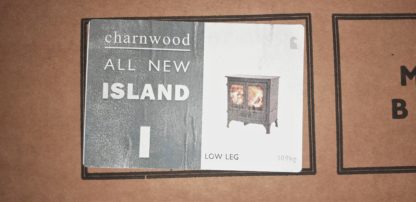 charnwood
ALL NEW
ISLAND
I
LOW LEG
M
B